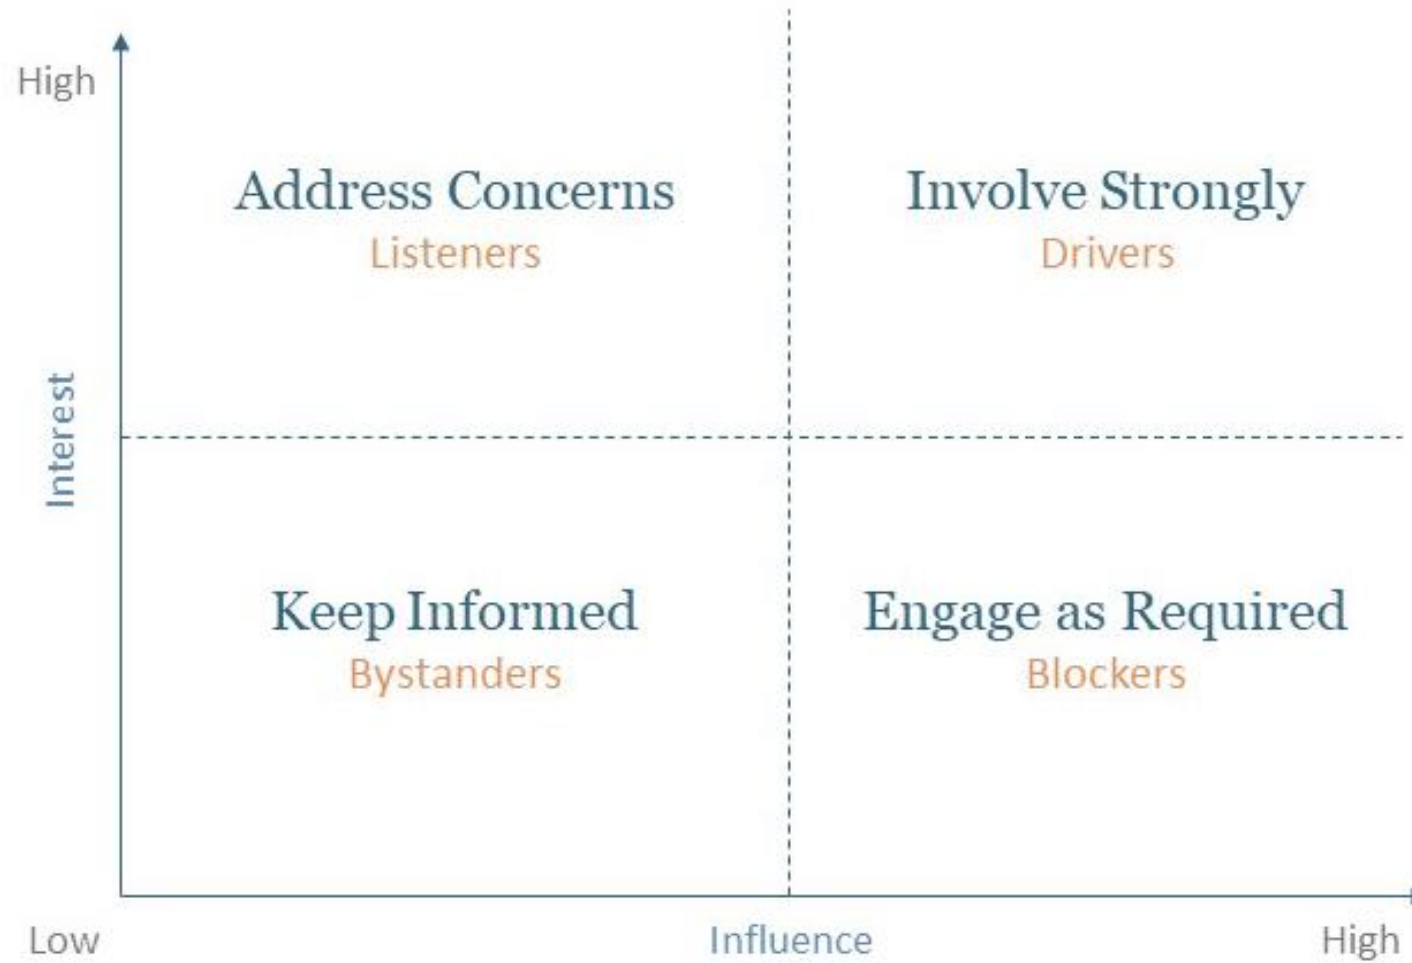 High
Address Concerns
Listeners
Involve Strongly
Drivers
Interest
Keep Informed
Bystanders
Engage as Required
Blockers
Low
Influence
High